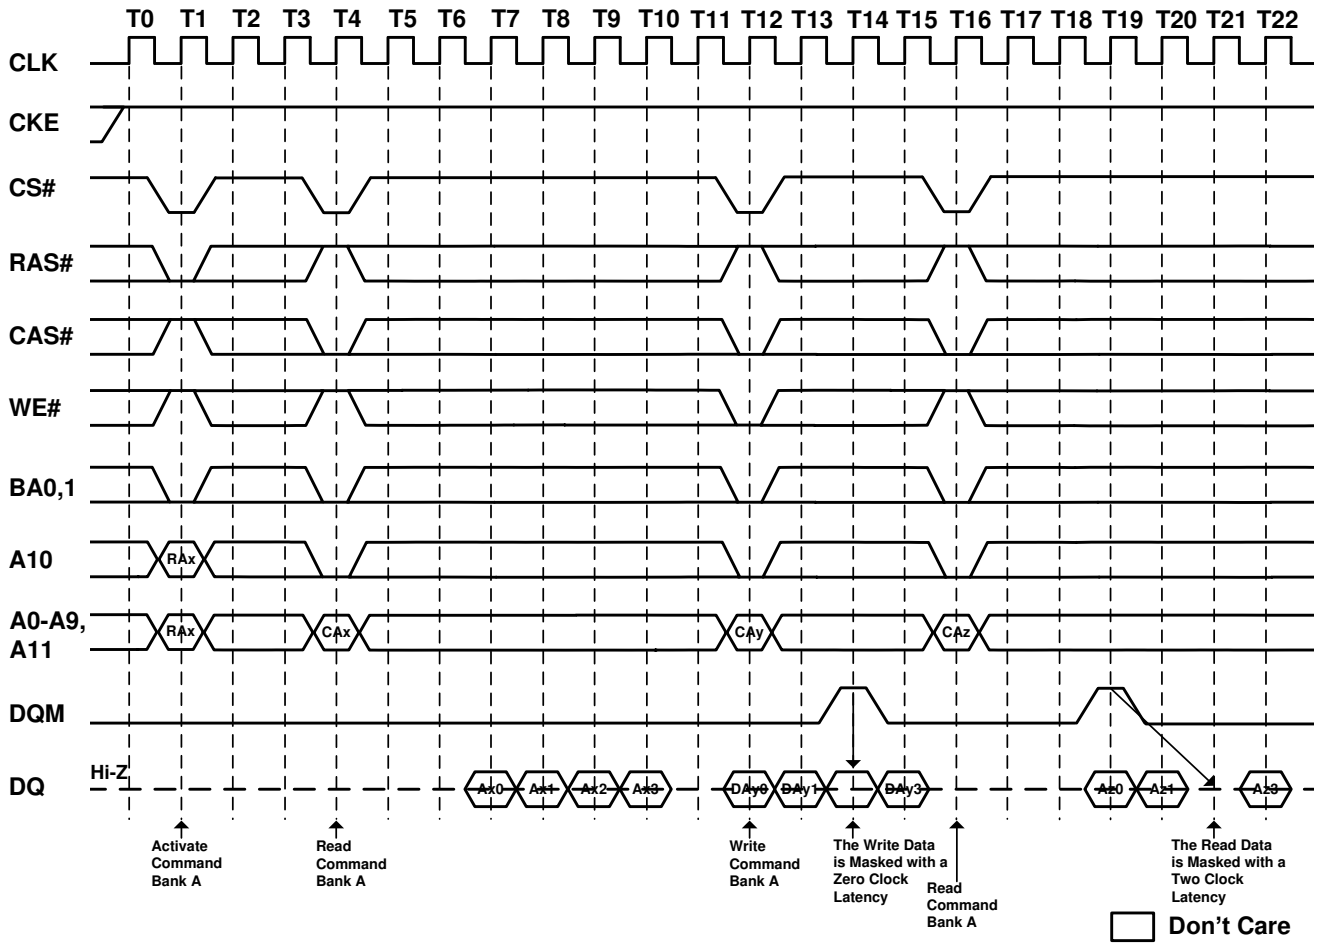 T0 T1 T2 T3 T4 T5 T6 T7 T8 T9 T10 T11 T12 T13 T14 T15 T16 T17 T18 T19 T20 T21 T22
CLK
CKE
CS#
RAS#
CAS#
WE#
BA0,1
A10
RAx
A0-A9,
A11
RAx CAx CAy CAz
DQM
DQ
Hi-Z
Ax0 Ax1 Ax2 Ax3 DAy0 DAy1 DAy3 Az0 Az1 Az3
Activate
Command
Bank A
Read
Command
Bank A
Write
Command
Bank A
The Write Data
is Masked with a
Zero Clock
Latency
Read
Command
Bank A
The Read Data
is Masked with a
Two Clock
Latency
Don't Care